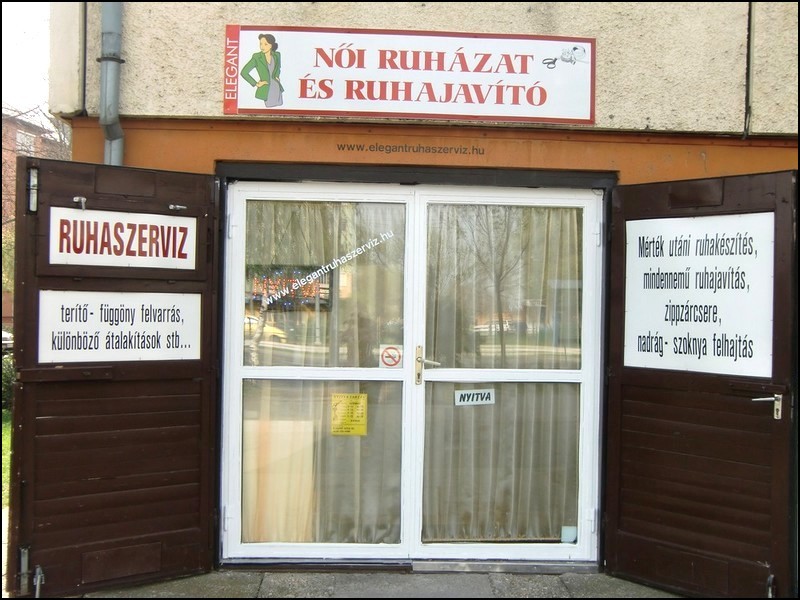 ELEGANT
NŐI RUHÁZAT
ÉS RUHAJAVÍTÓ
www.elegantruhaszerviz.hu
RUHASZERVIZ
terítő - függöny felvarrás,
különböző átalakítások stb...
www.elegantruhaszerviz.hu
NYITVA
Mérték utáni ruhakészítés,
mindennemű ruhajavítás,
zippzárcsere,
nadrág - szoknya felhajtás